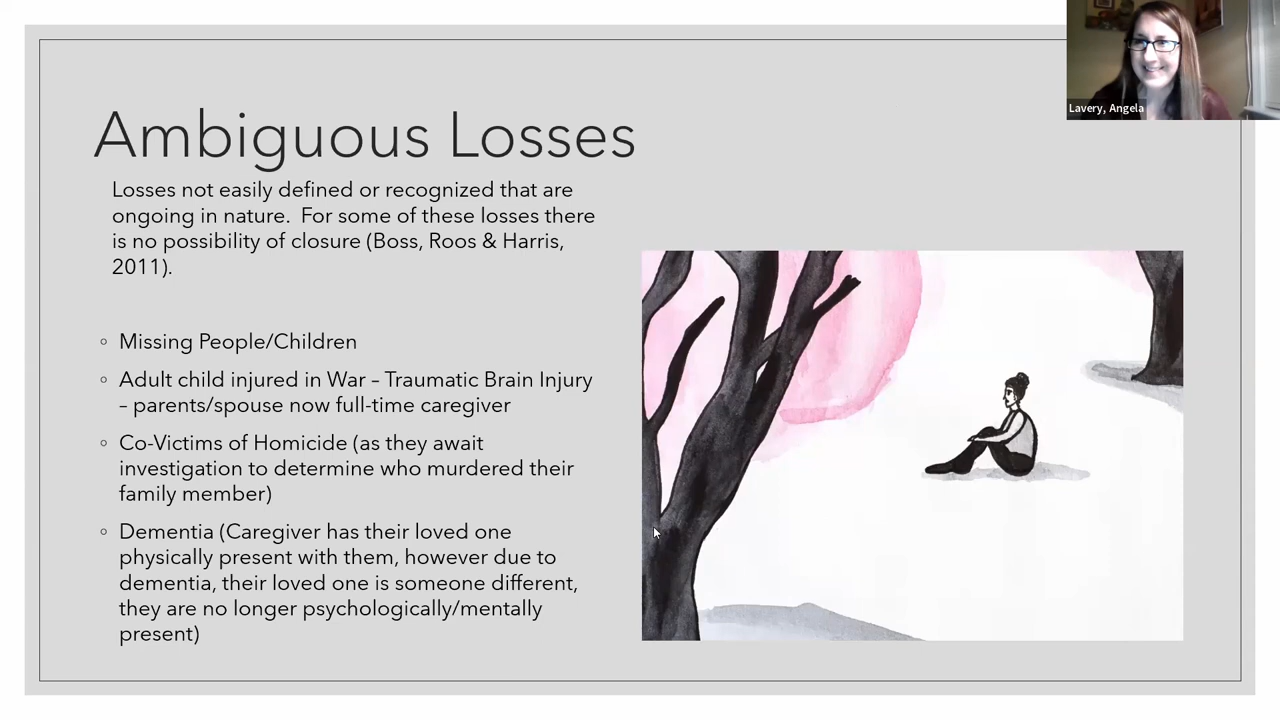 Lavery, Angela
Ambiguous Losses
Losses not easily defined or recognized that are
ongoing in nature.  For some of these losses there
is no possibility of closure (Boss, Roos & Harris,
2011).
◦ Missing People/Children
◦ Adult child injured in War – Traumatic Brain Injury
– parents/spouse now full-time caregiver
◦ Co-Victims of Homicide (as they await
investigation to determine who murdered their
family member)
◦ Dementia (Caregiver has their loved one
physically present with them, however due to
dementia, their loved one is someone different,
they are no longer psychologically/mentally
present)